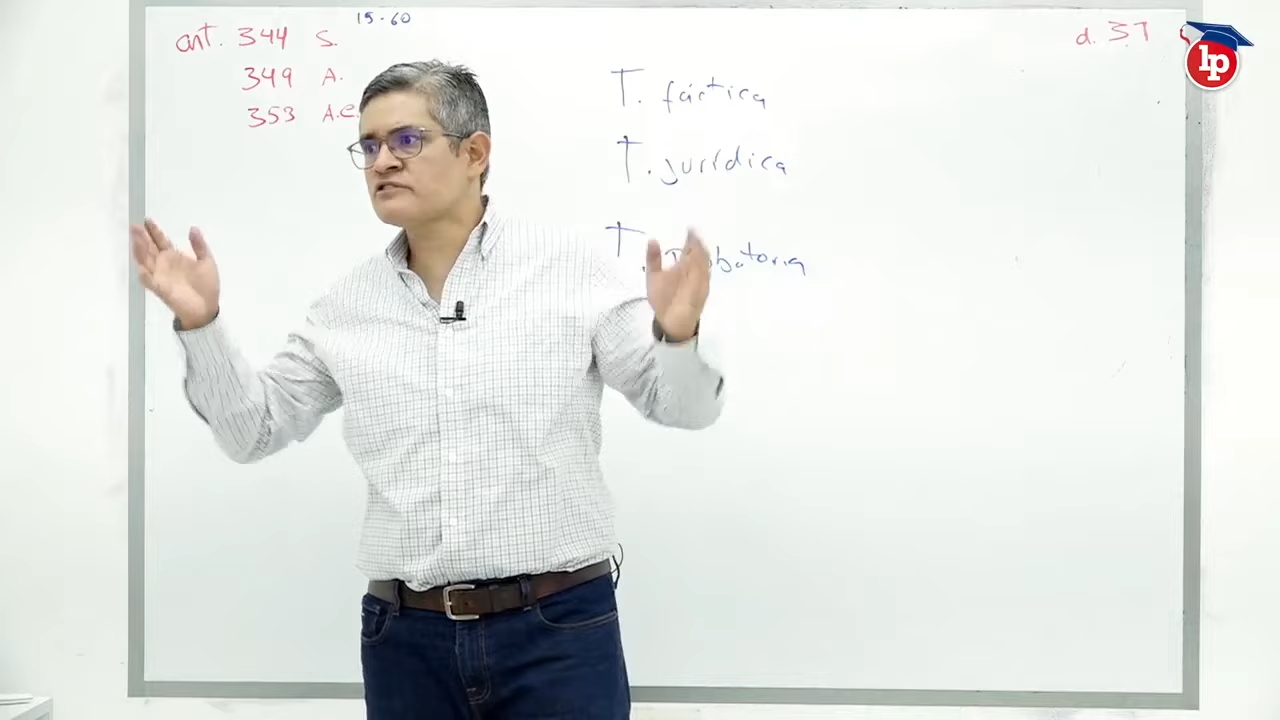 15-60
art. 344 S.
349 A.
353 A.C.
T. fáctica
T. jurídica
T. Probatoria
d. 37
lp